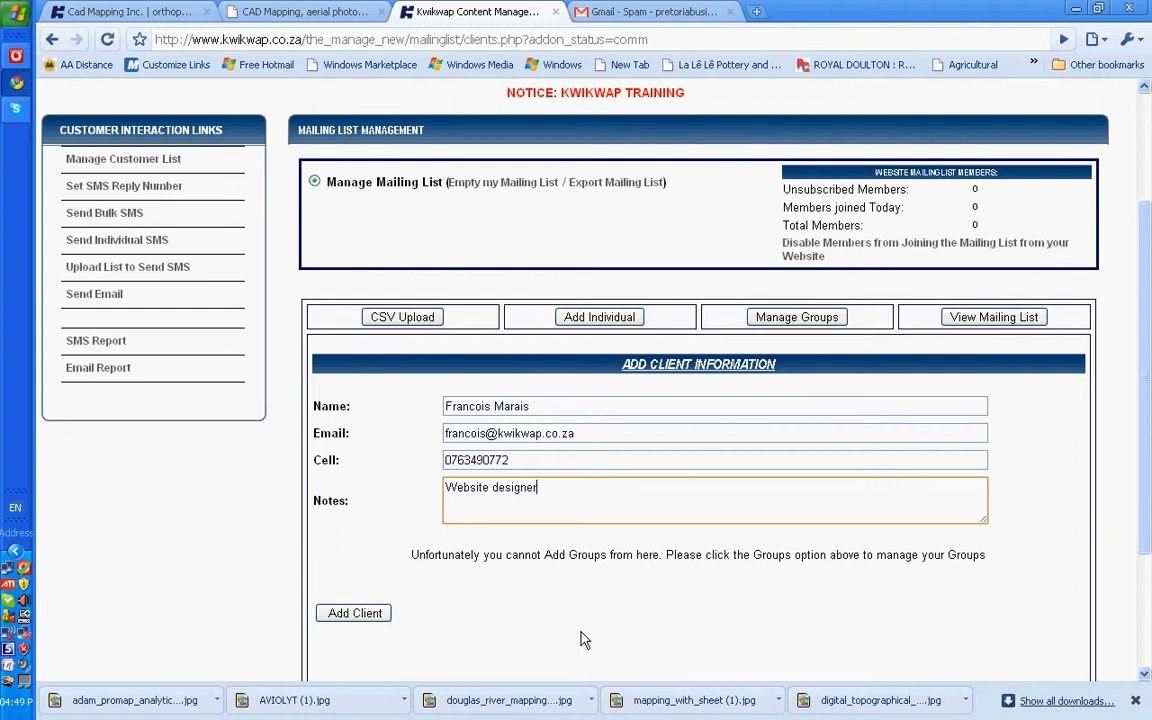 Cad Mapping Inc. | orthop...
CAD Mapping, aerial photo...
Kwikwap Content Manage...
Gmail - Spam - pretoriabusi...
http://www.kwikwap.co.za/the_manage_new/mailinglist/clients.php?addon_status=comm
AA Distance
Customize Links
Free Hotmail
Windows Marketplace
Windows Media
Windows
New Tab
La Lê Lê Pottery and ...
ROYAL DOULTON : R...
Agricultural
»
Other bookmarks
NOTICE: KWIKWAP TRAINING
CUSTOMER INTERACTION LINKS
Manage Customer List
Set SMS Reply Number
Send Bulk SMS
Send Individual SMS
Upload List to Send SMS
Send Email
SMS Report
Email Report
MAILING LIST MANAGEMENT
Manage Mailing List (Empty my Mailing List / Export Mailing List)
WEBSITE MAILINGLIST MEMBERS:
Unsubscribed Members: 0
Members joined Today: 0
Total Members: 0
Disable Members from Joining the Mailing List from your
Website
CSV Upload
Add Individual
Manage Groups
View Mailing List
ADD CLIENT INFORMATION
Name: Francois Marais
Email: francois@kwikwap.co.za
Cell: 0763490772
Notes: Website designer
Unfortunately you cannot Add Groups from here. Please click the Groups option above to manage your Groups
Add Client
EN
Address
04:49 PM
adam_promap_analytic....jpg
AVIOLYT (1).jpg
douglas_river_mapping....jpg
mapping_with_sheet (1).jpg
digital_topographical_....jpg
Show all downloads...